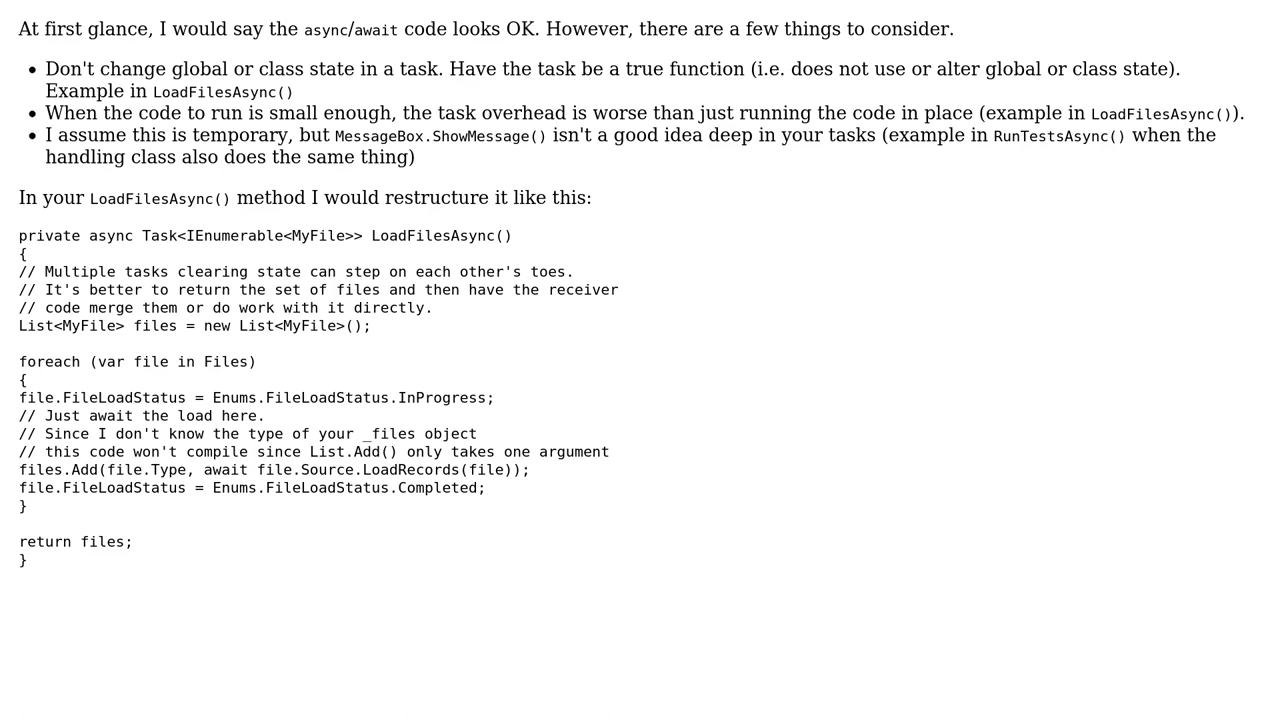 At first glance, I would say the async/await code looks OK. However, there are a few things to consider.
• Don't change global or class state in a task. Have the task be a true function (i.e. does not use or alter global or class state).
Example in LoadFilesAsync()
• When the code to run is small enough, the task overhead is worse than just running the code in place (example in LoadFilesAsync()).
• I assume this is temporary, but MessageBox.ShowMessage() isn't a good idea deep in your tasks (example in RunTestsAsync() when the
handling class also does the same thing)
In your LoadFilesAsync() method I would restructure it like this:
private async Task<IEnumerable<MyFile>> LoadFilesAsync()
{
// Multiple tasks clearing state can step on each other's toes.
// It's better to return the set of files and then have the receiver
// code merge them or do work with it directly.
List<MyFile> files = new List<MyFile>();

foreach (var file in Files)
{
file.FileLoadStatus = Enums.FileLoadStatus.InProgress;
// Just await the load here.
// Since I don't know the type of your _files object
// this code won't compile since List.Add() only takes one argument
files.Add(file.Type, await file.Source.LoadRecords(file));
file.FileLoadStatus = Enums.FileLoadStatus.Completed;
}

return files;
}